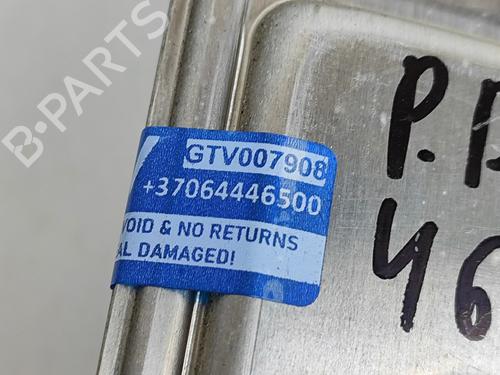 B-PARTS
GTV007908
+37064446500
VOID & NO RETURNS
AL DAMAGED!
P.P
46